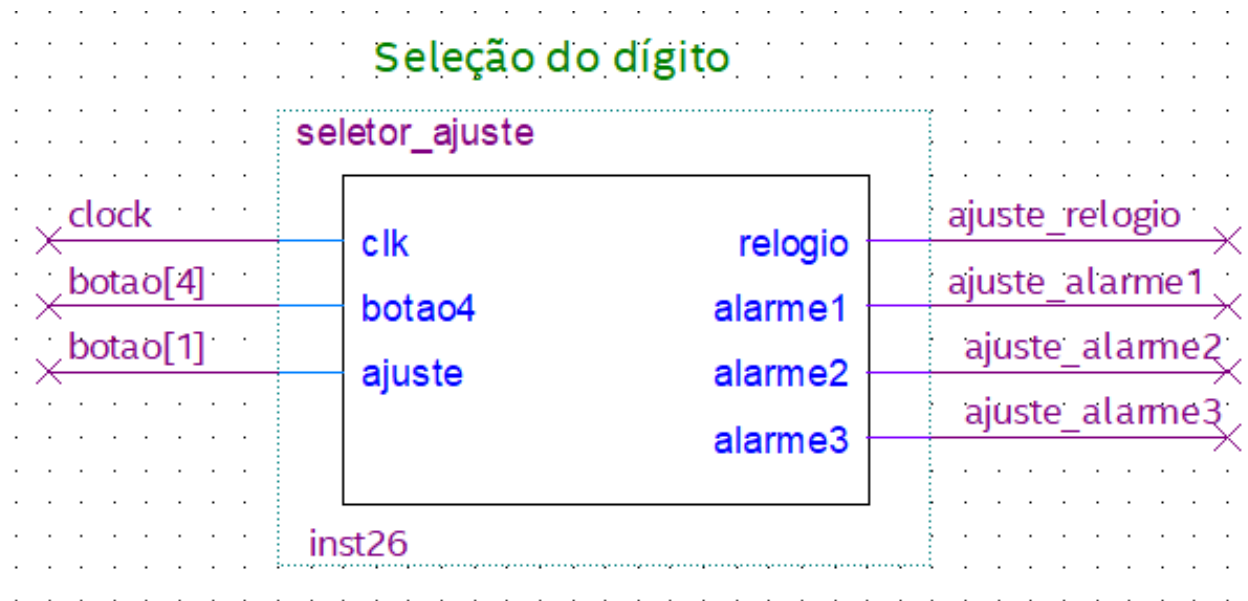 Seleção do dígito
seletor_ajuste
clock
clk
relogio
ajuste_relogio
botao[4]
botao4
alarme1
ajuste_alarme1
botao[1]
ajuste
alarme2
ajuste_alarme2
alarme3
ajuste_alarme3
inst26